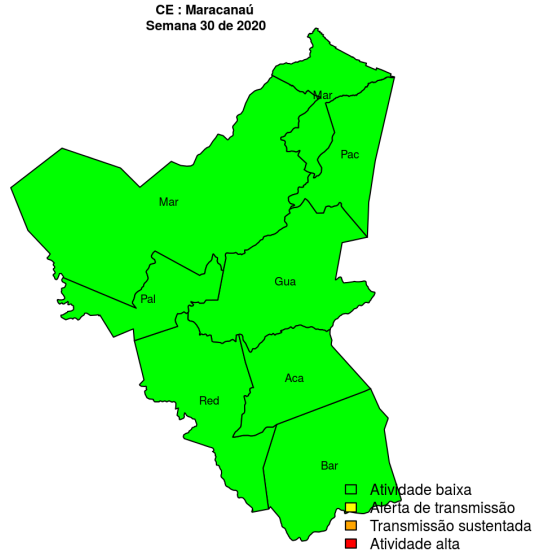 CE : Maracanaú
Semana 30 de 2020
Mar
Pac
Mar
Gua
Pal
Aca
Red
Bar
Atividade baixa
Alerta de transmissão
Transmissão sustentada
Atividade alta